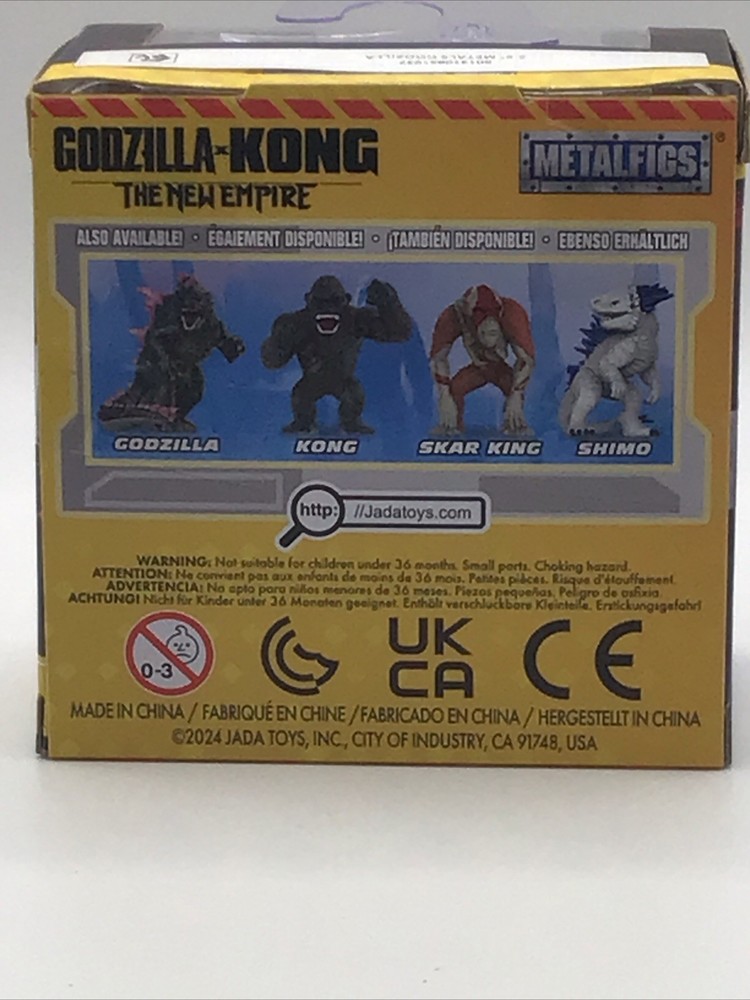 GODZILLA×KONG
THE NEW EMPIRE
METALFIGS®
ALSO AVAILABLE! • ÉGALEMENT DISPONIBLE! • ¡TAMBIÉN DISPONIBLE! • EBENSO ERHÄLTLICH
GODZILLA KONG SKAR KING SHIMO
http: //Jadatoys.com
WARNING: Not suitable for children under 36 months. Small parts. Choking hazard.
ATTENTION: Ne convient pas aux enfants de moins de 36 mois. Petites pièces. Risque d'étouffement.
ADVERTENCIA: No apto para niños menores de 36 meses. Piezas pequeñas. Peligro de asfixia.
ACHTUNG! Nicht für Kinder unter 36 Monaten geeignet. Enthält verschluckbare Kleinteile. Erstickungsgefahr!
0-3
UK
CA
CE
MADE IN CHINA / FABRIQUÉ EN CHINE / FABRICADO EN CHINA / HERGESTELLT IN CHINA
©2024 JADA TOYS, INC., CITY OF INDUSTRY, CA 91748, USA